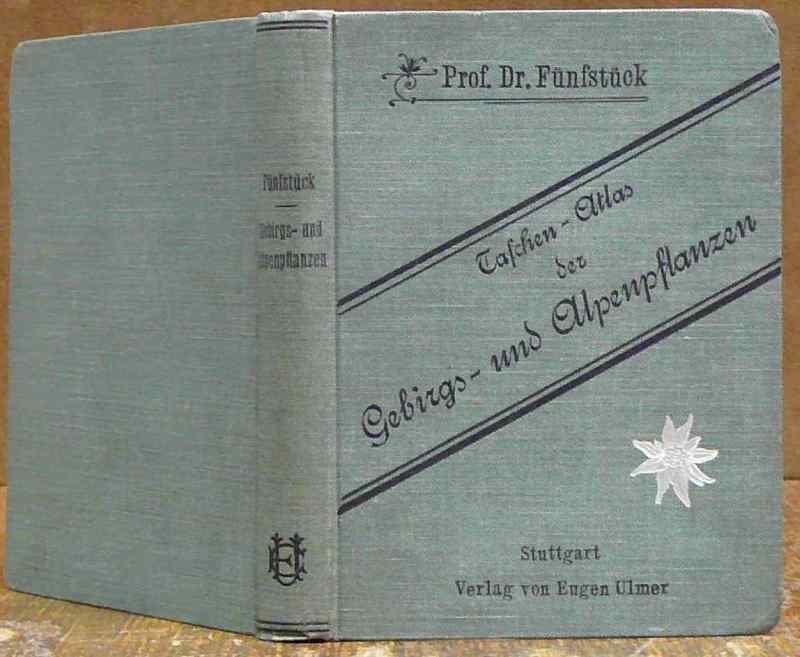 Fünfstück
Gebirgs- und
Alpenpflanzen
EU
Prof. Dr. Fünfstück
Taschen-Atlas
der
Gebirgs- und Alpenpflanzen
Stuttgart
Verlag von Eugen Ulmer